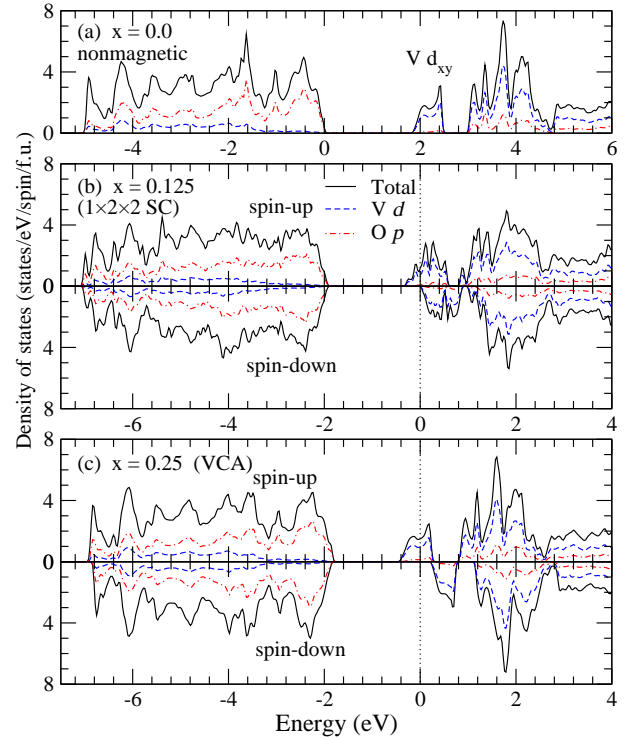 8
(a) x = 0.0
nonmagnetic
V d_xy
4
0
-4 -2 0 2 4 6
(b) x = 0.125
(1×2×2 SC)
spin-up
Total
V d
O p
4
0
4
spin-down
-6 -4 -2 0 2 4
8
(c) x = 0.25 (VCA)
spin-up
4
0
4
8
spin-down
-6 -4 -2 0 2 4
Energy (eV)
Density of states (states/eV/spin/f.u.)